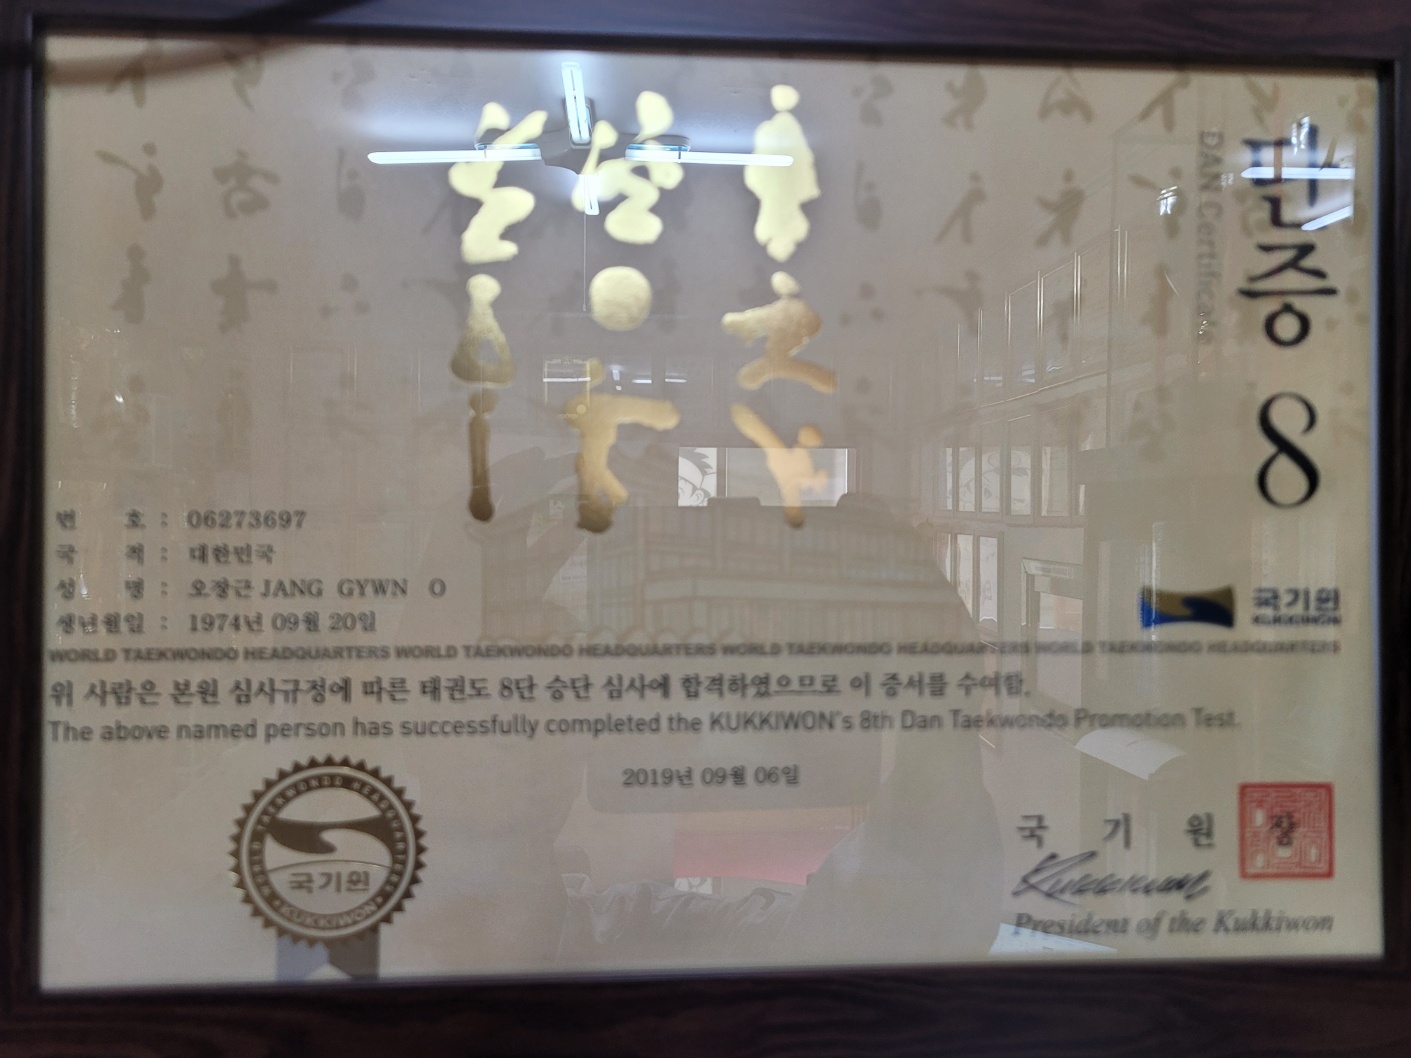 단증
DAN Certificate
8
국기원
KUKKIWON
번 호 : 06273697
국 적 : 대한민국
성 명 : 오장근 JANG GYWN O
생년월일 : 1974년 09월 20일
WORLD TAEKWONDO HEADQUARTERS WORLD TAEKWONDO HEADQUARTERS WORLD TAEKWONDO HEADQUARTERS WORLD TAEKWONDO HEADQUARTERS
위 사람은 본원 심사규정에 따른 태권도 8단 승단 심사에 합격하였으므로 이 증서를 수여함.
The above named person has successfully completed the KUKKIWON's 8th Dan Taekwondo Promotion Test.
2019년 09월 06일
WORLD TAEKWONDO HEADQUARTERS
국기원
KUKKIWON
국 기 원 장
Kukkiwon
President of the Kukkiwon